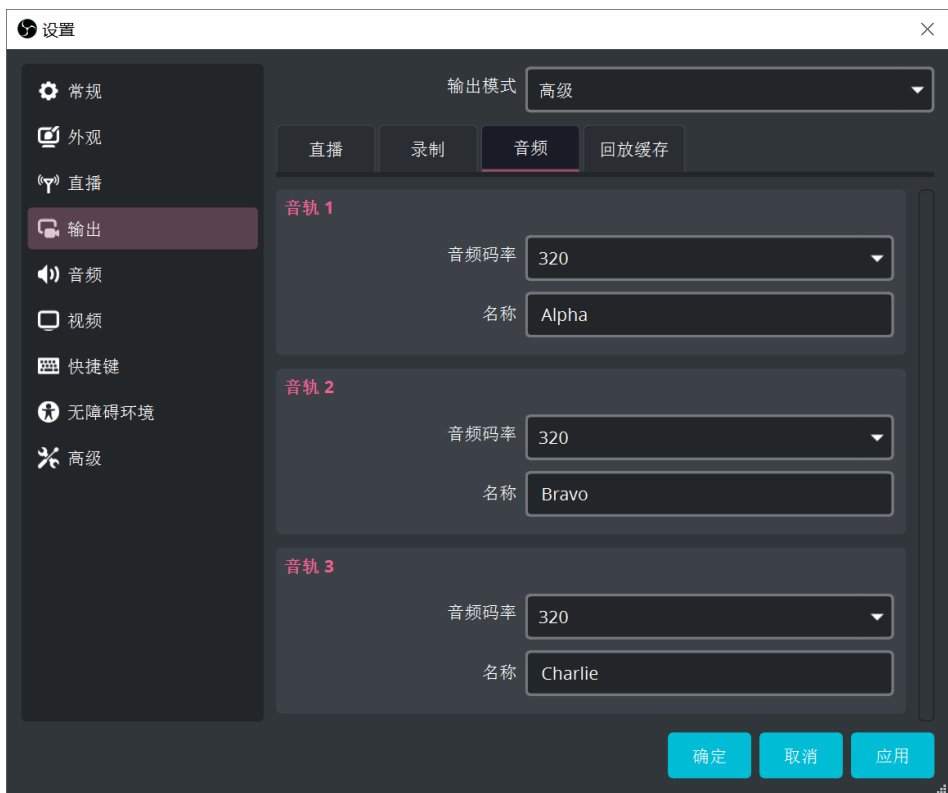 设置
常规
外观
直播
输出
音频
视频
快捷键
无障碍环境
高级
输出模式 高级
直播 录制 音频 回放缓存
音轨 1
音频码率 320
名称 Alpha
音轨 2
音频码率 320
名称 Bravo
音轨 3
音频码率 320
名称 Charlie
确定 取消 应用